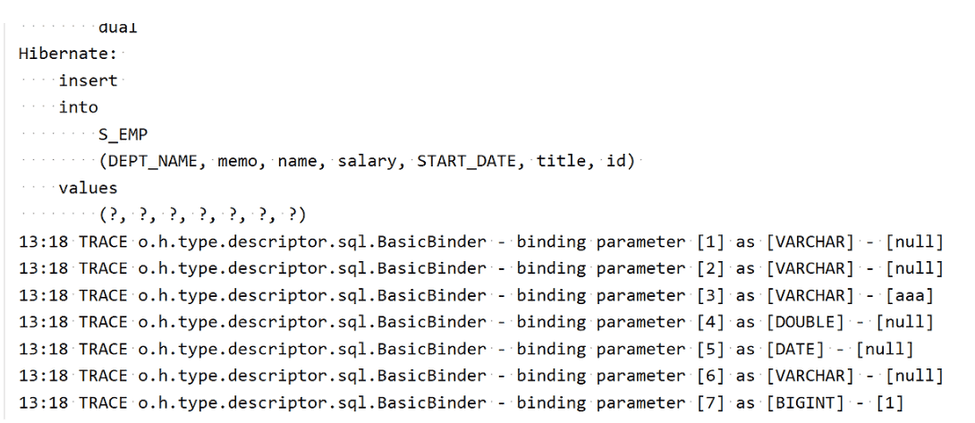 dual
Hibernate:
insert
into
S_EMP
(DEPT_NAME, memo, name, salary, START_DATE, title, id)
values
(?, ?, ?, ?, ?, ?, ?)
13:18 TRACE o.h.type.descriptor.sql.BasicBinder - binding parameter [1] as [VARCHAR] - [null]
13:18 TRACE o.h.type.descriptor.sql.BasicBinder - binding parameter [2] as [VARCHAR] - [null]
13:18 TRACE o.h.type.descriptor.sql.BasicBinder - binding parameter [3] as [VARCHAR] - [aaa]
13:18 TRACE o.h.type.descriptor.sql.BasicBinder - binding parameter [4] as [DOUBLE] - [null]
13:18 TRACE o.h.type.descriptor.sql.BasicBinder - binding parameter [5] as [DATE] - [null]
13:18 TRACE o.h.type.descriptor.sql.BasicBinder - binding parameter [6] as [VARCHAR] - [null]
13:18 TRACE o.h.type.descriptor.sql.BasicBinder - binding parameter [7] as [BIGINT] - [1]